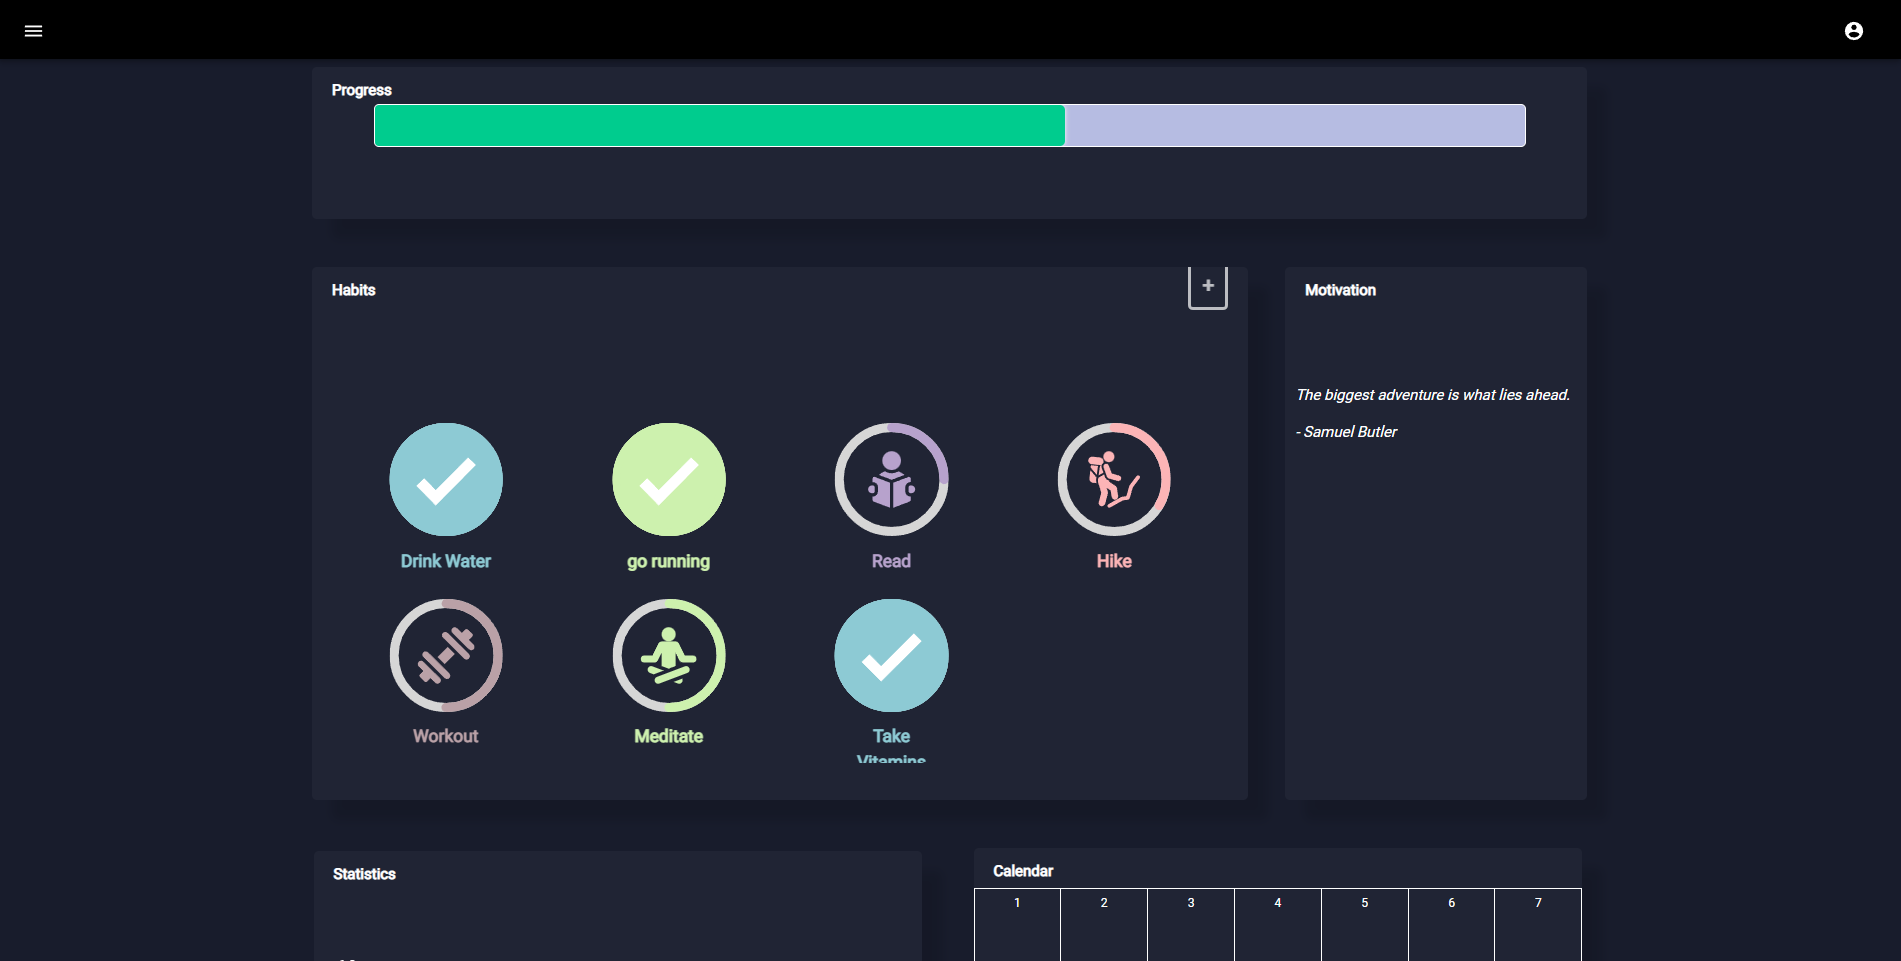 Progress
Habits
+
Motivation
The biggest adventure is what lies ahead.
- Samuel Butler
Drink Water
go running
Read
Hike
Workout
Meditate
Take
Vitamins
Statistics
Calendar
1 2 3 4 5 6 7